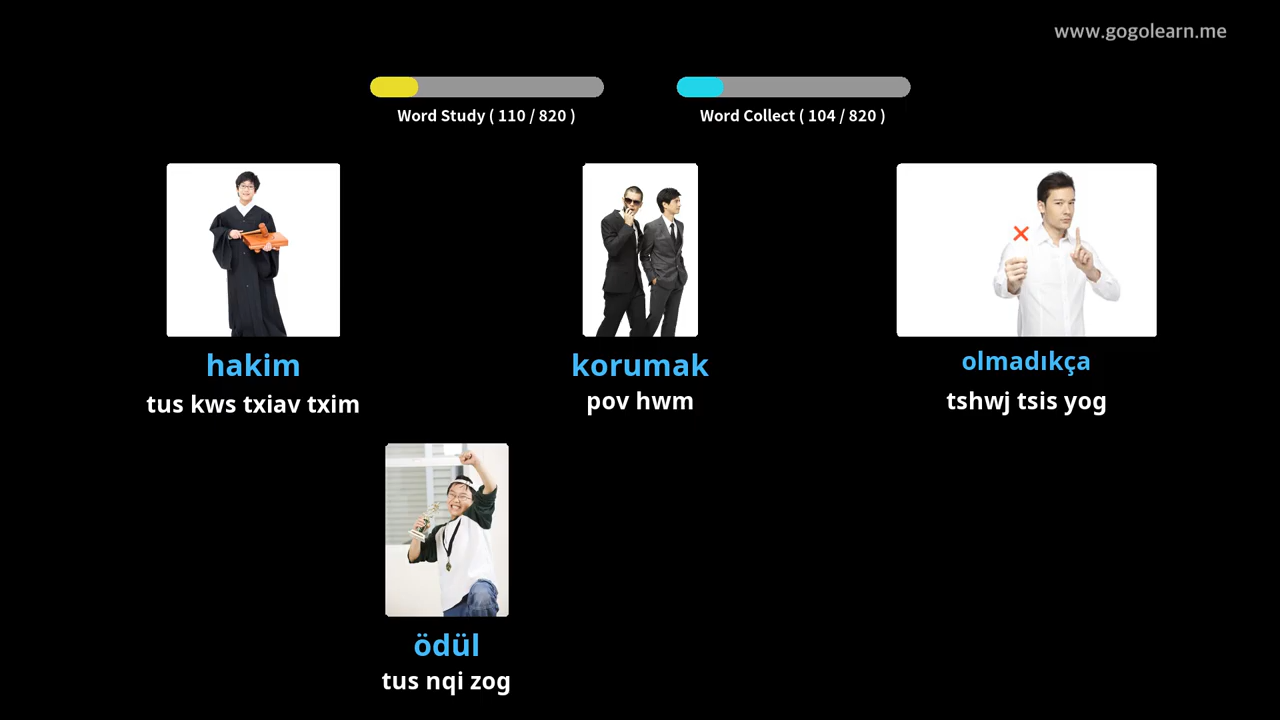 www.gogolearn.me
Word Study ( 110 / 820 )
Word Collect ( 104 / 820 )
hakim
tus kws txiav txim
korumak
pov hwm
olmadıkça
tshwj tsis yog
ödül
tus nqi zog